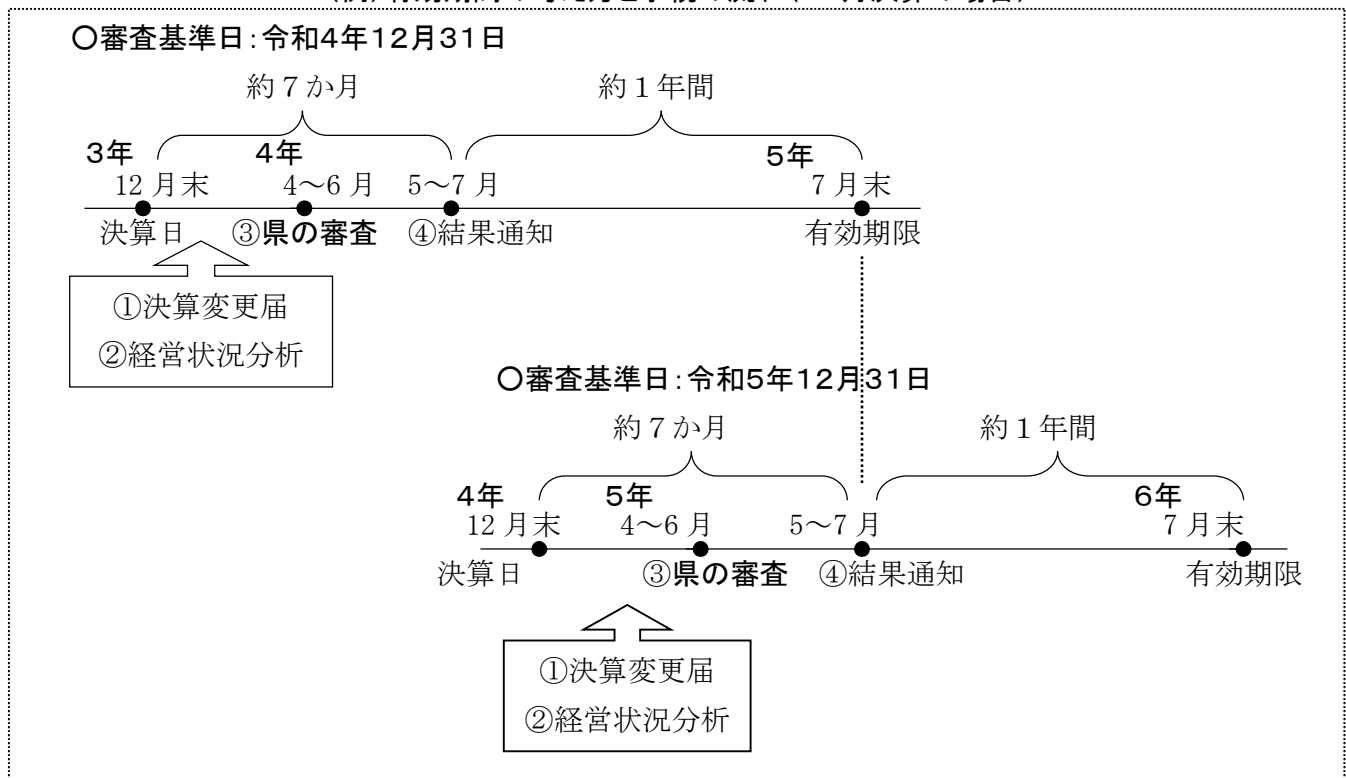 〇審査基準日：令和4年12月31日
約７か月 約１年間
3年 4年 5年
12 月末 4～6 月 5～7 月 7 月末
決算日 ③県の審査 ④結果通知 有効期限
①決算変更届
②経営状況分析
〇審査基準日：令和5年12月31日
約７か月 約１年間
4年 5年 6年
12 月末 4～6 月 5～7 月 7 月末
決算日 ③県の審査 ④結果通知 有効期限
①決算変更届
②経営状況分析